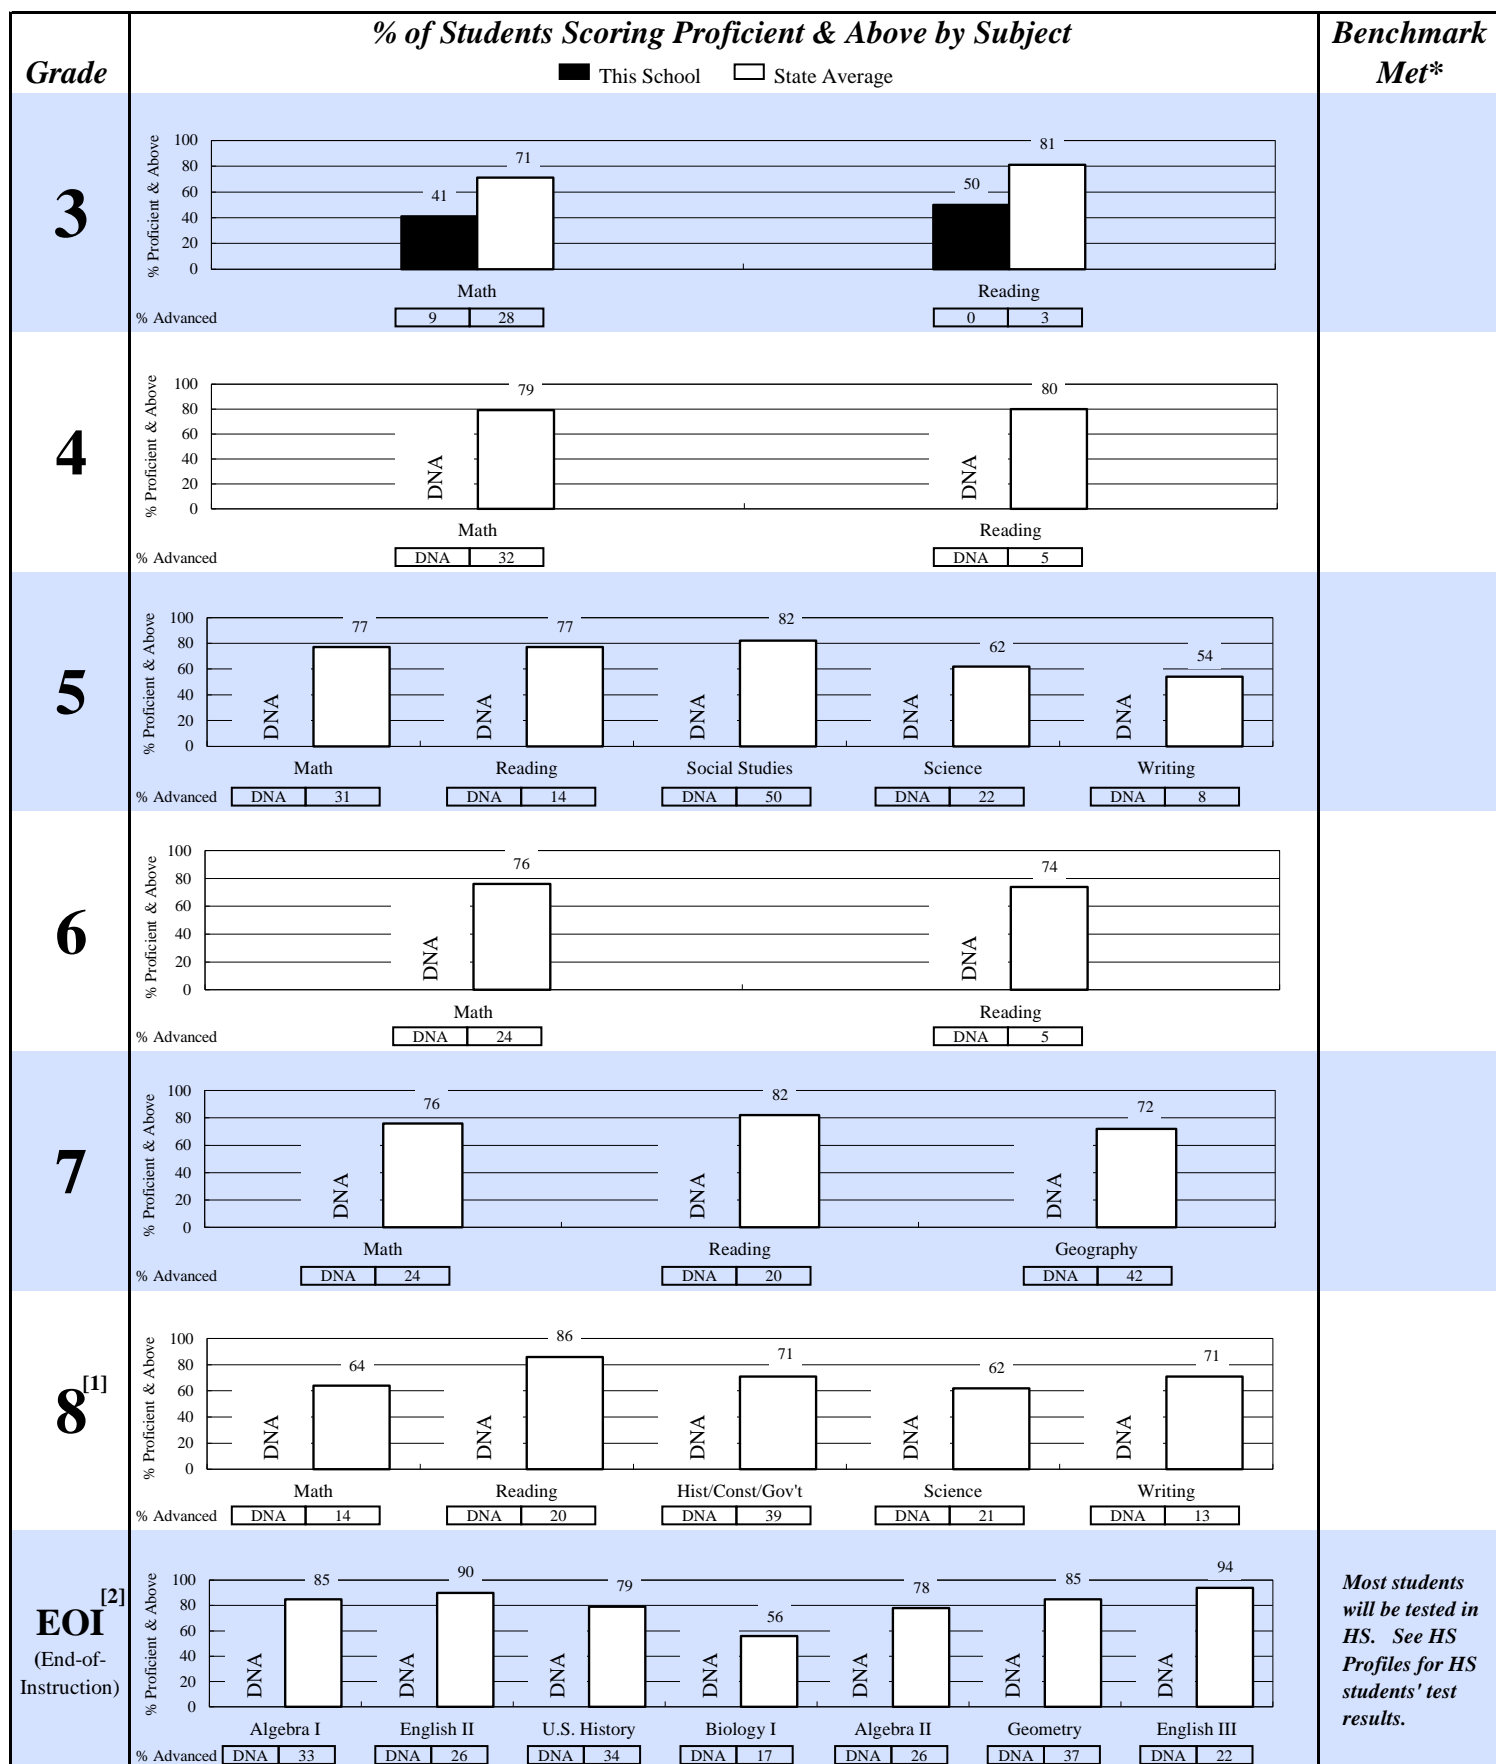 % of Students Scoring Proficient & Above by Subject
Benchmark
Met*
Grade
This School
State Average
3
% Proficient & Above
100
80
60
40
20
0
41
71
50
81
Math
Reading
% Advanced
9
28
0
3
4
% Proficient & Above
100
80
60
40
20
0
DNA
79
DNA
80
Math
Reading
% Advanced
DNA
32
DNA
5
5
% Proficient & Above
100
80
60
40
20
0
DNA
77
DNA
77
DNA
82
DNA
62
DNA
54
Math
Reading
Social Studies
Science
Writing
% Advanced
DNA
31
DNA
14
DNA
50
DNA
22
DNA
8
6
% Proficient & Above
100
80
60
40
20
0
DNA
76
DNA
74
Math
Reading
% Advanced
DNA
24
DNA
5
7
% Proficient & Above
100
80
60
40
20
0
DNA
76
DNA
82
DNA
72
Math
Reading
Geography
% Advanced
DNA
24
DNA
20
DNA
42
8[1]
% Proficient & Above
100
80
60
40
20
0
DNA
64
DNA
86
DNA
71
DNA
62
DNA
71
Math
Reading
Hist/Const/Gov't
Science
Writing
% Advanced
DNA
14
DNA
20
DNA
39
DNA
21
DNA
13
EOI[2]
(End-of-
Instruction)
% Proficient & Above
100
80
60
40
20
0
DNA
85
DNA
90
DNA
79
DNA
56
DNA
78
DNA
85
DNA
94
Algebra I
English II
U.S. History
Biology I
Algebra II
Geometry
English III
% Advanced
DNA
33
DNA
26
DNA
34
DNA
17
DNA
26
DNA
37
DNA
22
Most students
will be tested in
HS. See HS
Profiles for HS
students' test
results.